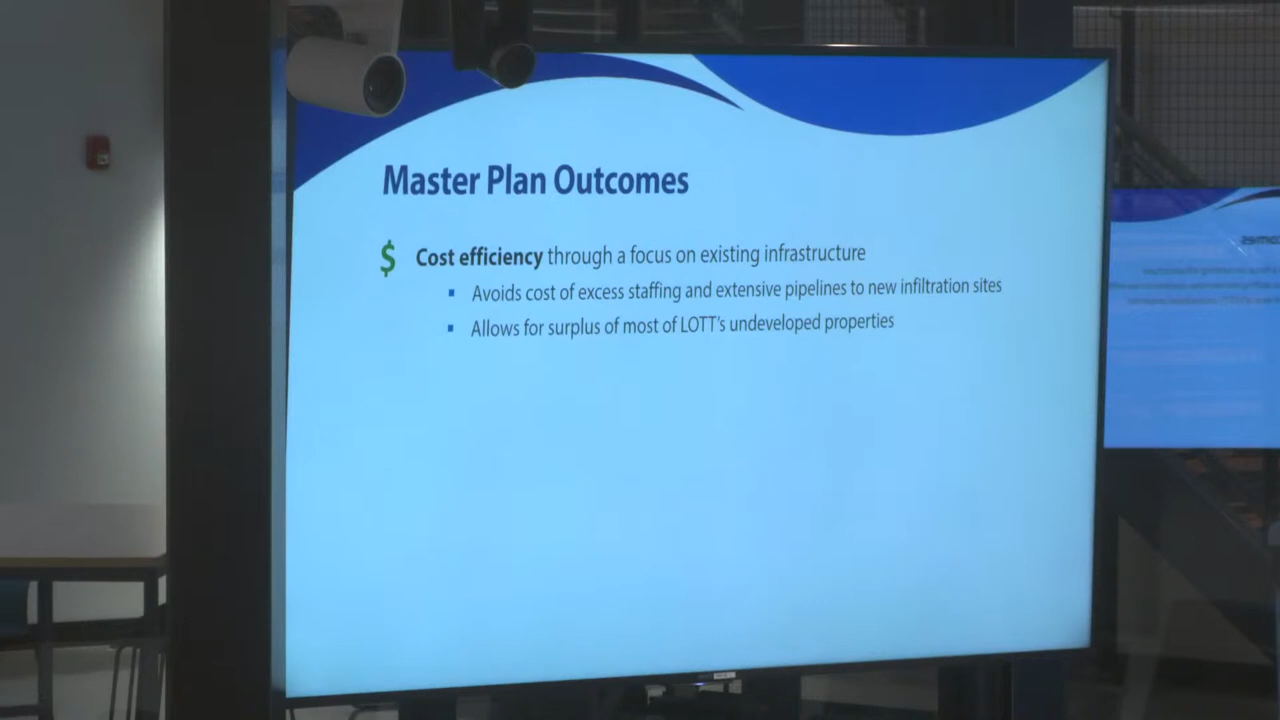 Master Plan Outcomes
$ Cost efficiency through a focus on existing infrastructure
▪ Avoids cost of excess staffing and extensive pipelines to new infiltration sites
▪ Allows for surplus of most of LOTT's undeveloped properties